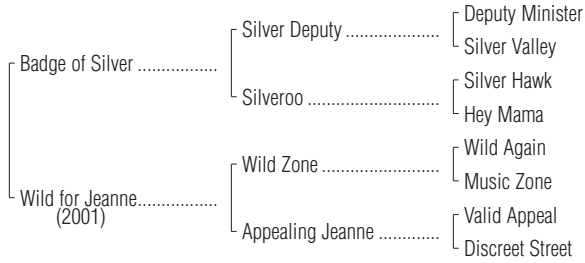 Deputy Minister
Silver Deputy .....................
Silver Valley
Badge of Silver .................
Silver Hawk
Silveroo .............................
Hey Mama
Wild Again
Wild Zone ..........................
Music Zone
Wild for Jeanne.................
(2001)
Valid Appeal
Appealing Jeanne .............
Discreet Street